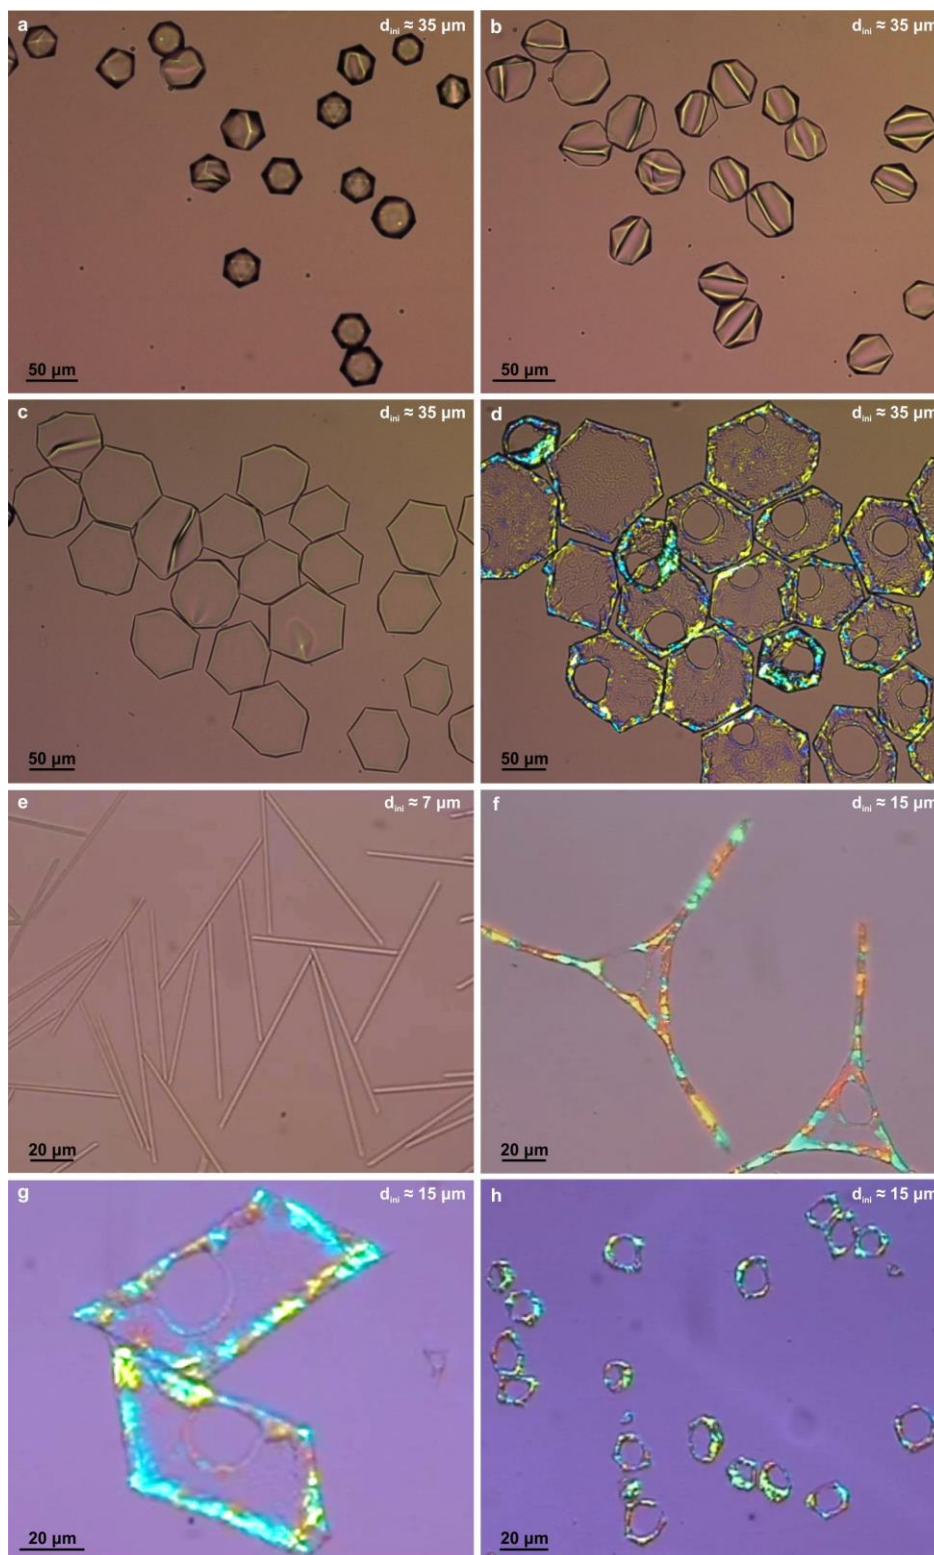 a d_ini ≈ 35 µm
50 µm
b d_ini ≈ 35 µm
50 µm
c d_ini ≈ 35 µm
50 µm
d d_ini ≈ 35 µm
50 µm
e d_ini ≈ 7 µm
20 µm
f d_ini ≈ 15 µm
20 µm
g d_ini ≈ 15 µm
20 µm
h d_ini ≈ 15 µm
20 µm